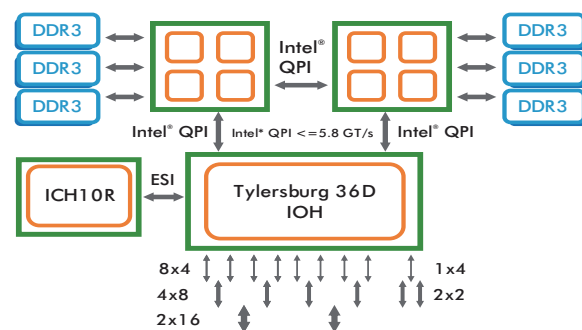 DDR3
DDR3
DDR3
Intel®
QPI
DDR3
DDR3
DDR3
Intel® QPI
Intel* QPI <=5.8 GT/s
Intel® QPI
ICH10R
ESI
Tylersburg 36D
IOH
8x4
1x4
4x8
2x2
2x16